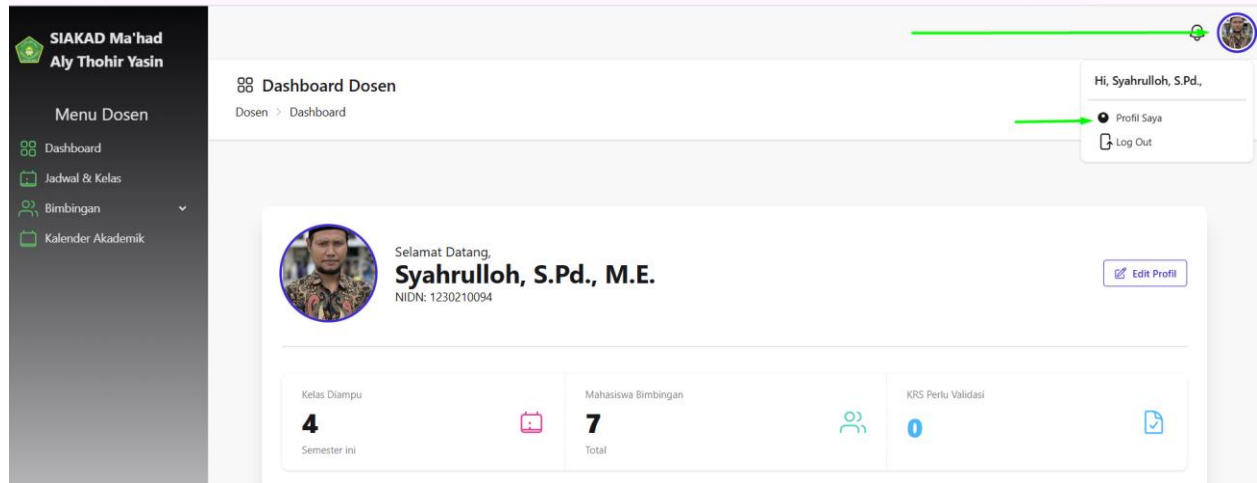 SIAKAD Ma'had
Aly Thohir Yasin
Menu Dosen
Dashboard
Jadwal & Kelas
Bimbingan
Kalender Akademik
Dashboard Dosen
Dosen > Dashboard
Hi, Syahrulloh, S.Pd.,
Profil Saya
Log Out
Selamat Datang,
Syahrulloh, S.Pd., M.E.
NIDN: 1230210094
Edit Profil
Kelas Diampu
4
Semester ini
Mahasiswa Bimbingan
7
Total
KRS Perlu Validasi
0